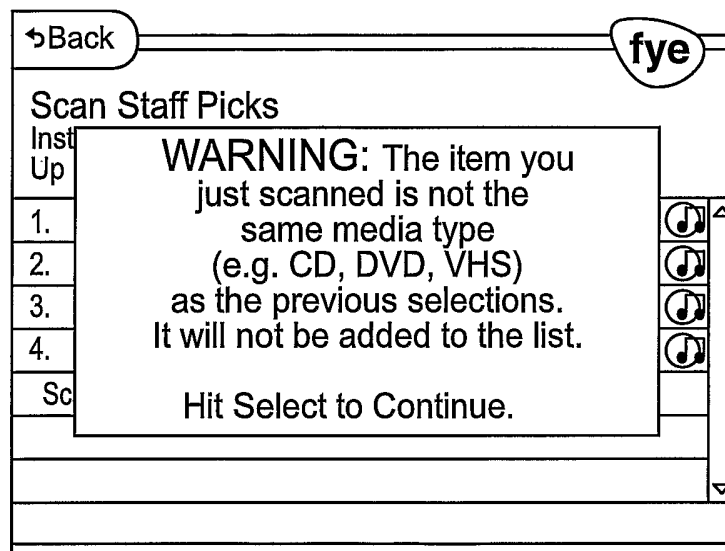 Back
fye
Scan Staff Picks
Inst
Up
WARNING: The item you
just scanned is not the
same media type
(e.g. CD, DVD, VHS)
as the previous selections.
It will not be added to the list.
Hit Select to Continue.
1.
2.
3.
4.
Sc